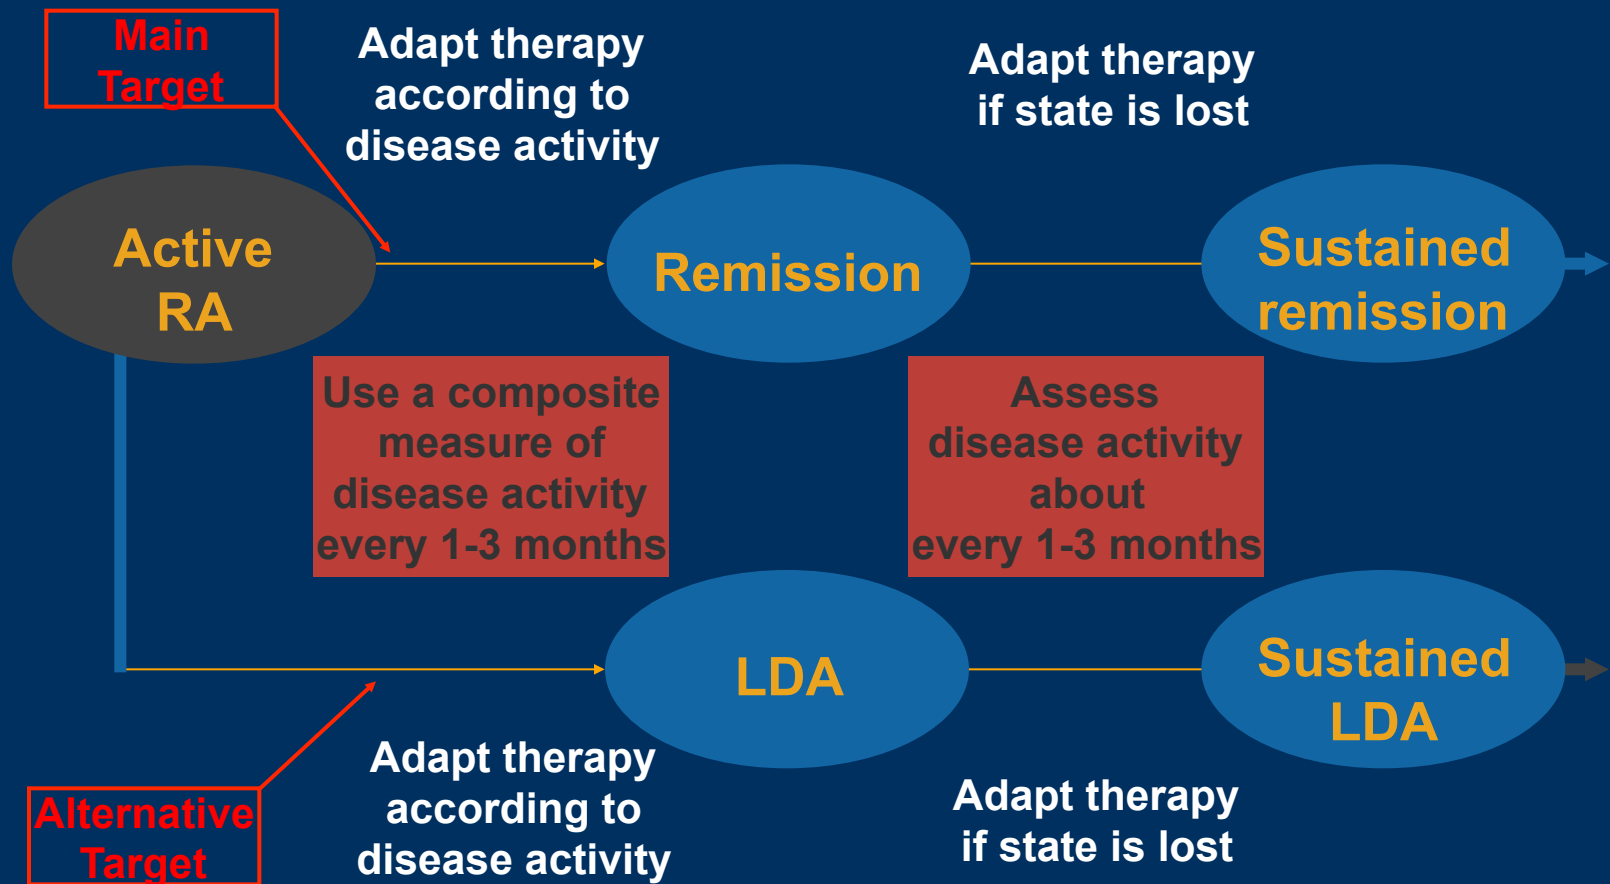 Main
Target
Adapt therapy
according to
disease activity
Adapt therapy
if state is lost
Active
RA
Remission
Sustained
remission
Use a composite
measure of
disease activity
every 1-3 months
Assess
disease activity
about
every 1-3 months
LDA
Sustained
LDA
Alternative
Target
Adapt therapy
according to
disease activity
Adapt therapy
if state is lost